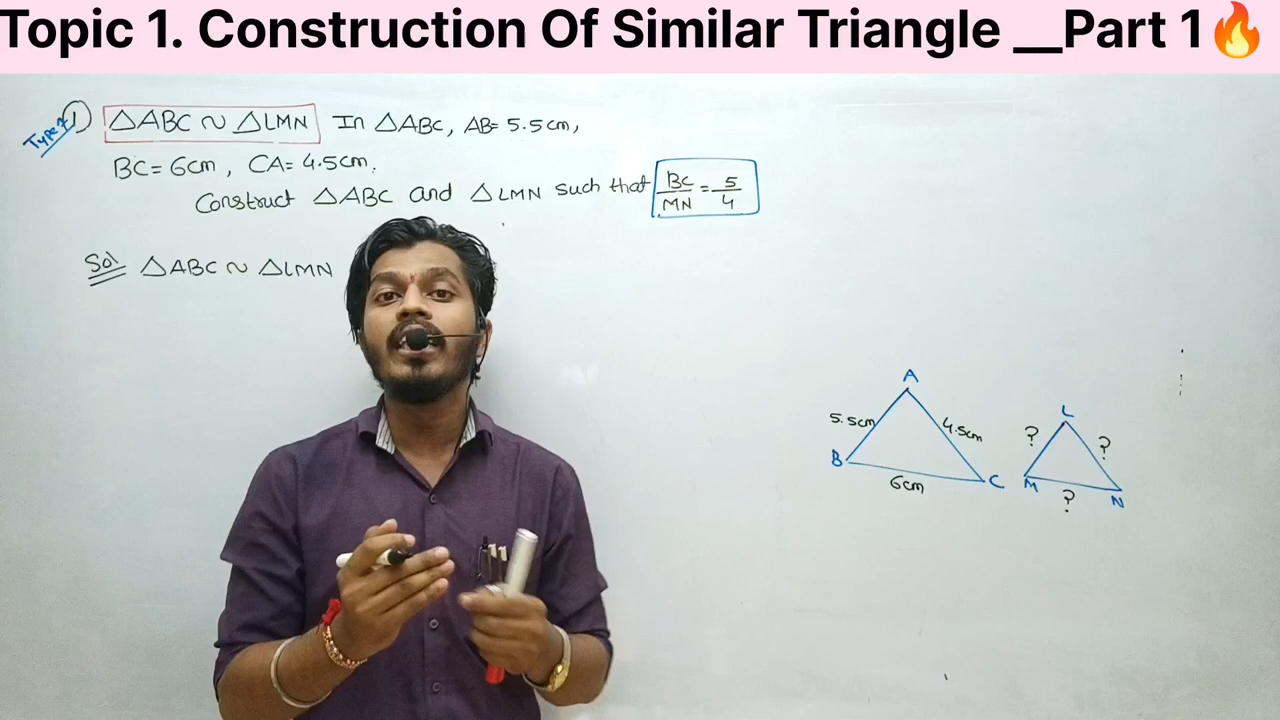 Topic 1. Construction Of Similar Triangle __Part 1🔥
Type 1 1) △ABC ~ △LMN In △ABC, AB= 5.5cm,
BC= 6cm, CA= 4.5cm.
Construct △ABC and △LMN such that BC/MN = 5/4
Sol △ABC ~ △LMN
A
5.5cm 4.5cm
B C
6cm
L
? ?
M N
?